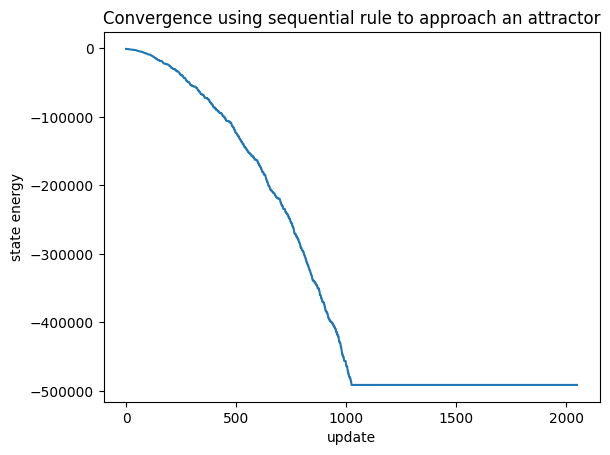 Convergence using sequential rule to approach an attractor
0
−100000
−200000
−300000
−400000
−500000
state energy
0 500 1000 1500 2000
update